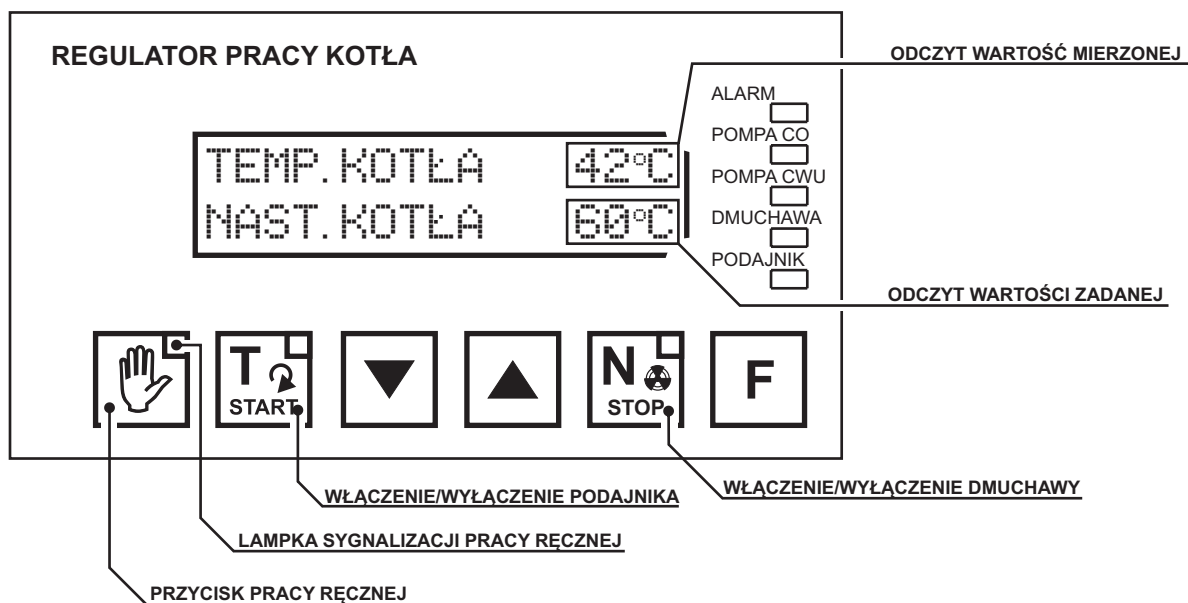 REGULATOR PRACY KOTŁA
ODCZYT WARTOŚĆ MIERZONEJ
ALARM
POMPA CO
POMPA CWU
DMUCHAWA
PODAJNIK
TEMP.KOTŁA 42°C
NAST.KOTŁA 60°C
ODCZYT WARTOŚCI ZADANEJ
T
START
N
STOP
F
WŁĄCZENIE/WYŁĄCZENIE PODAJNIKA
WŁĄCZENIE/WYŁĄCZENIE DMUCHAWY
LAMPKA SYGNALIZACJI PRACY RĘCZNEJ
PRZYCISK PRACY RĘCZNEJ